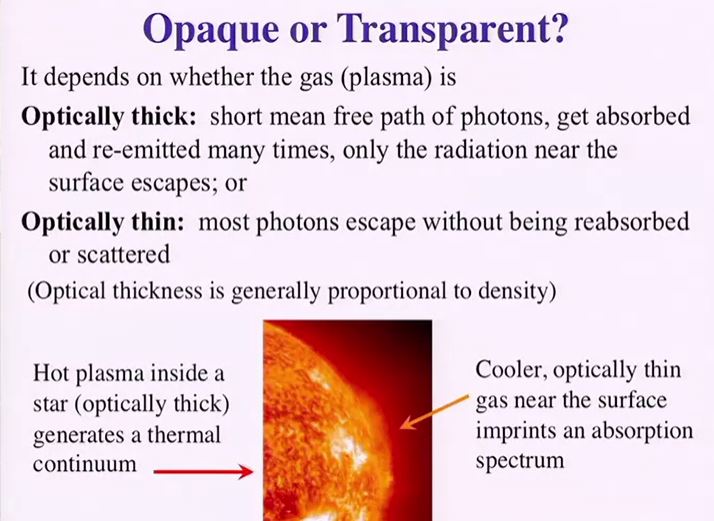 Opaque or Transparent?
It depends on whether the gas (plasma) is
Optically thick: short mean free path of photons, get absorbed
and re-emitted many times, only the radiation near the
surface escapes; or
Optically thin: most photons escape without being reabsorbed
or scattered
(Optical thickness is generally proportional to density)
Hot plasma inside a
star (optically thick)
generates a thermal
continuum
Cooler, optically thin
gas near the surface
imprints an absorption
spectrum